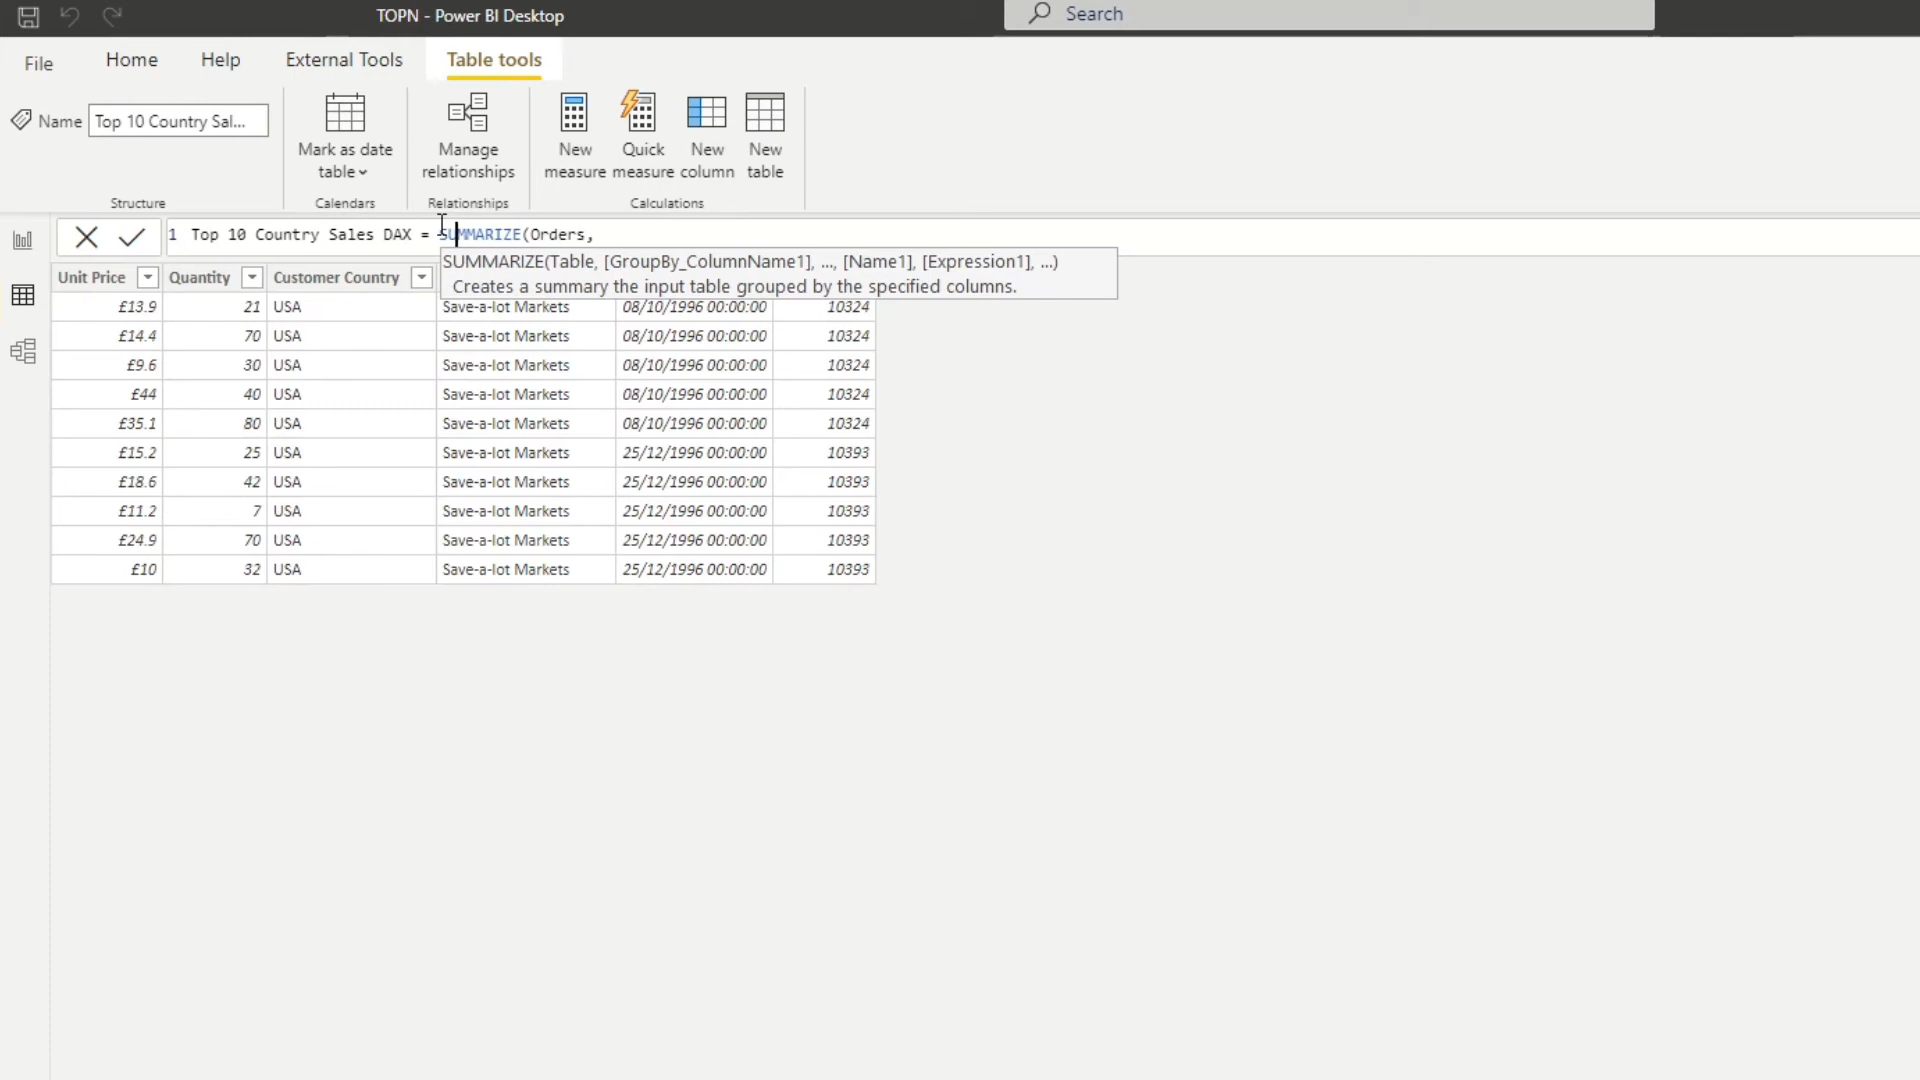 TOPN - Power BI Desktop
Search
File
Home
Help
External Tools
Table tools
Name
Top 10 Country Sal...
Mark as date
table
Manage
relationships
New
measure
Quick
measure
New
column
New
table
Structure
Calendars
Relationships
Calculations
1 Top 10 Country Sales DAX = SUMMARIZE(Orders,
SUMMARIZE(Table, [GroupBy_ColumnName1], ..., [Name1], [Expression1], ...)
Creates a summary the input table grouped by the specified columns.
Unit Price Quantity Customer Country
£13.9 21 USA Save-a-lot Markets 08/10/1996 00:00:00 10324
£14.4 70 USA Save-a-lot Markets 08/10/1996 00:00:00 10324
£9.6 30 USA Save-a-lot Markets 08/10/1996 00:00:00 10324
£44 40 USA Save-a-lot Markets 08/10/1996 00:00:00 10324
£35.1 80 USA Save-a-lot Markets 08/10/1996 00:00:00 10324
£15.2 25 USA Save-a-lot Markets 25/12/1996 00:00:00 10393
£18.6 42 USA Save-a-lot Markets 25/12/1996 00:00:00 10393
£11.2 7 USA Save-a-lot Markets 25/12/1996 00:00:00 10393
£24.9 70 USA Save-a-lot Markets 25/12/1996 00:00:00 10393
£10 32 USA Save-a-lot Markets 25/12/1996 00:00:00 10393